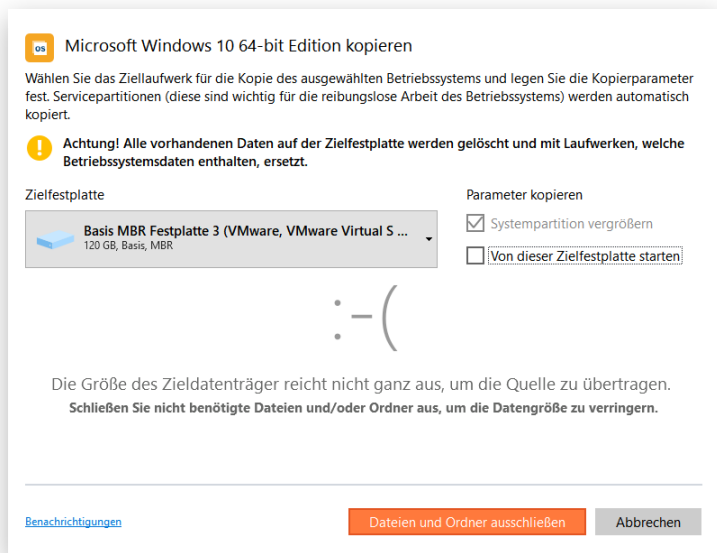 os
Microsoft Windows 10 64-bit Edition kopieren
Wählen Sie das Ziellaufwerk für die Kopie des ausgewählten Betriebssystems und legen Sie die Kopierparameter
fest. Servicepartitionen (diese sind wichtig für die reibungslose Arbeit des Betriebssystems) werden automatisch
kopiert.
Achtung! Alle vorhandenen Daten auf der Zielfestplatte werden gelöscht und mit Laufwerken, welche
Betriebssystemsdaten enthalten, ersetzt.
Zielfestplatte
Parameter kopieren
Basis MBR Festplatte 3 (VMware, VMware Virtual S ...
120 GB, Basis, MBR
Systempartition vergrößern
Von dieser Zielfestplatte starten
:-(
Die Größe des Zieldatenträger reicht nicht ganz aus, um die Quelle zu übertragen.
Schließen Sie nicht benötigte Dateien und/oder Ordner aus, um die Datengröße zu verringern.
Benachrichtigungen
Dateien und Ordner ausschließen
Abbrechen